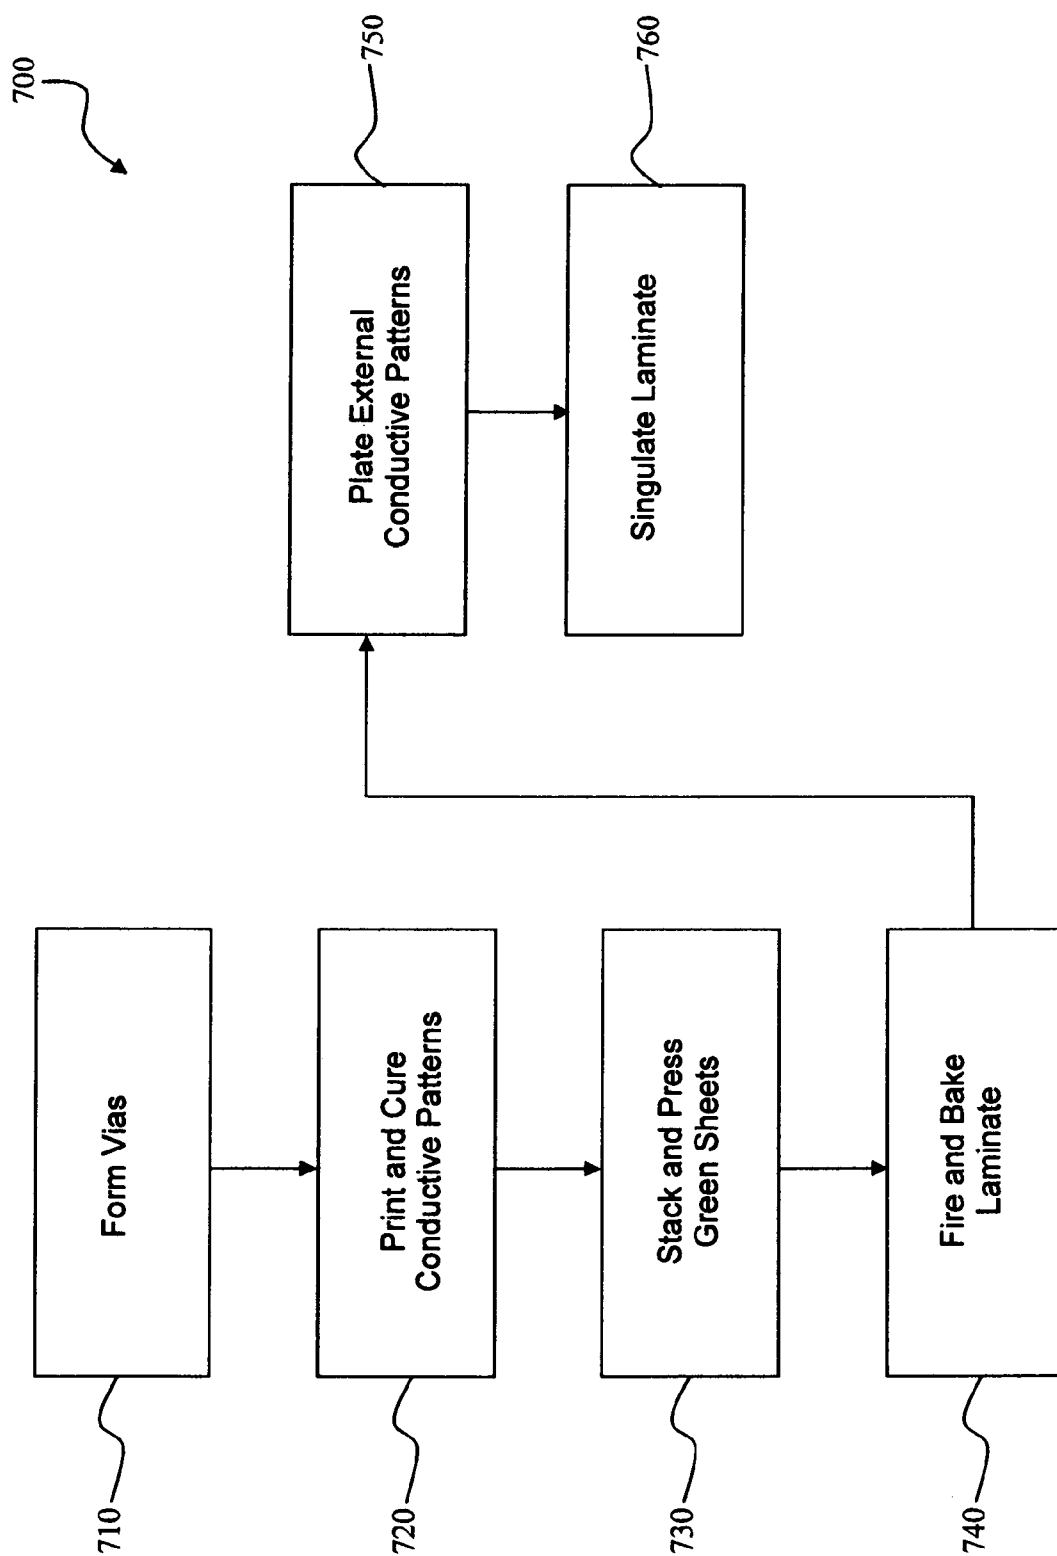 700
710
Form Vias
720
Print and Cure
Conductive Patterns
730
Stack and Press
Green Sheets
740
Fire and Bake
Laminate
750
Plate External
Conductive Patterns
760
Singulate Laminate